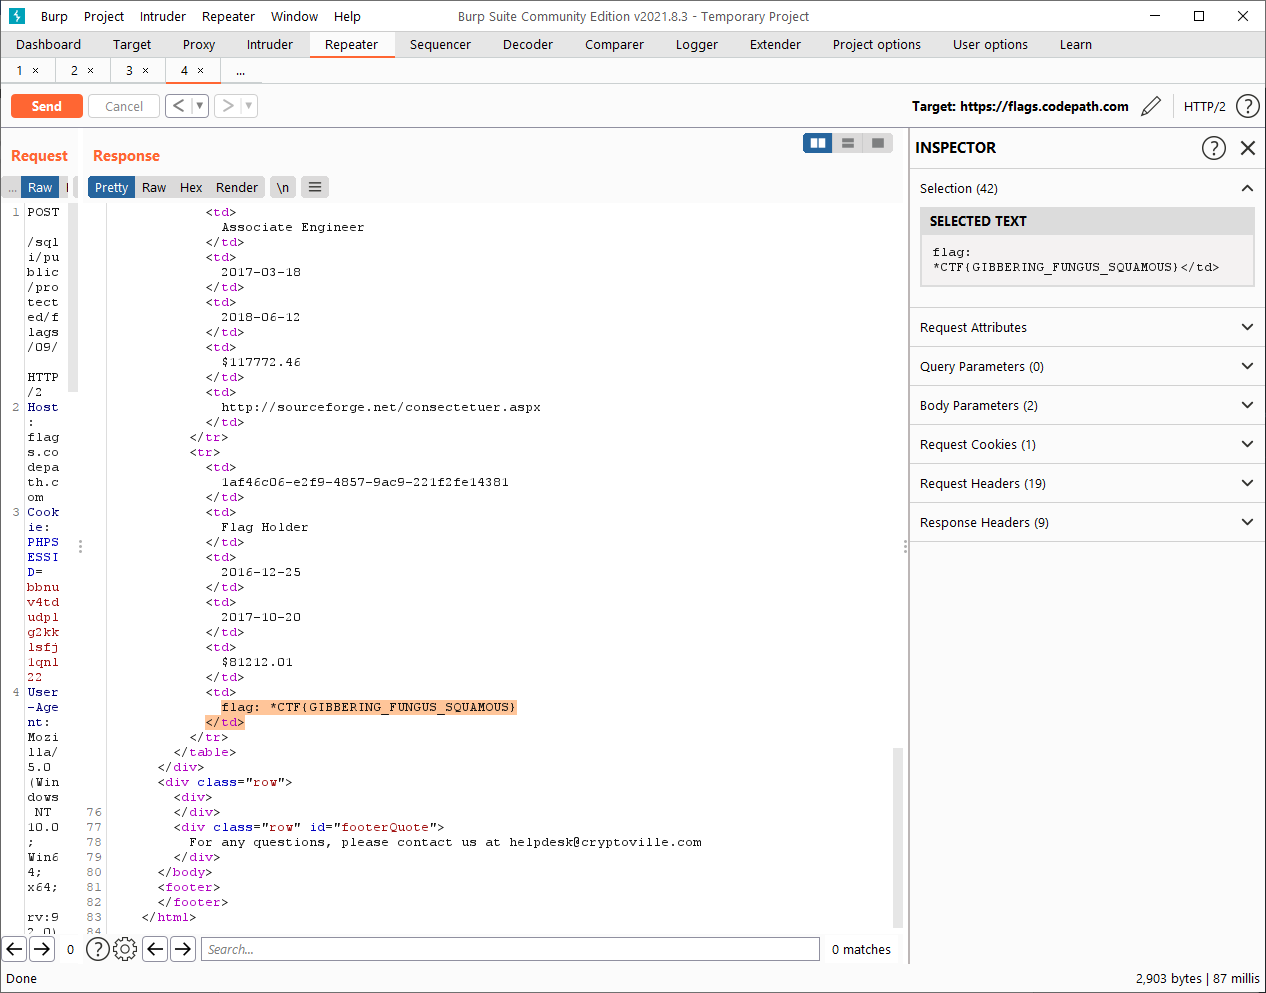 Burp Project Intruder Repeater Window Help Burp Suite Community Edition v2021.8.3 - Temporary Project
Dashboard Target Proxy Intruder Repeater Sequencer Decoder Comparer Logger Extender Project options User options Learn
1 × 2 × 3 × 4 × ...
Send Cancel < ▼ > ▼ Target: https://flags.codepath.com HTTP/2 ?
Request
... Raw
1 POST
/sql
i/pu
blic
/pro
tect
ed/f
lags
/09/
HTTP
/2
2 Host
:
flag
s.co
depa
th.c
om
3 Cook
ie:
PHPS
ESSI
D=
bbnu
v4td
udpl
g2kk
lsfj
lqnl
22
4 User
-Age
nt:
Mozi
lla/
5.0
(Win
dows
NT
10.0
;
Win6
4;
x64;
rv:9
2.0)
0
Response
Pretty Raw Hex Render \n
<td>
Associate Engineer
</td>
<td>
2017-03-18
</td>
<td>
2018-06-12
</td>
<td>
$117772.46
</td>
<td>
http://sourceforge.net/consectetuer.aspx
</td>
</tr>
<tr>
<td>
1af46c06-e2f9-4857-9ac9-221f2fe14381
</td>
<td>
Flag Holder
</td>
<td>
2016-12-25
</td>
<td>
2017-10-20
</td>
<td>
$81212.01
</td>
<td>
flag: *CTF{GIBBERING_FUNGUS_SQUAMOUS}
</td>
</tr>
</table>
</div>
<div class="row">
<div>
76 </div>
77 <div class="row" id="footerQuote">
78 For any questions, please contact us at helpdesk@cryptoville.com
79 </div>
80 </body>
81 <footer>
82 </footer>
83 </html>
84
? Search... 0 matches
INSPECTOR ?
Selection (42)
SELECTED TEXT
flag:
*CTF{GIBBERING_FUNGUS_SQUAMOUS}</td>
Request Attributes
Query Parameters (0)
Body Parameters (2)
Request Cookies (1)
Request Headers (19)
Response Headers (9)
Done 2,903 bytes | 87 millis